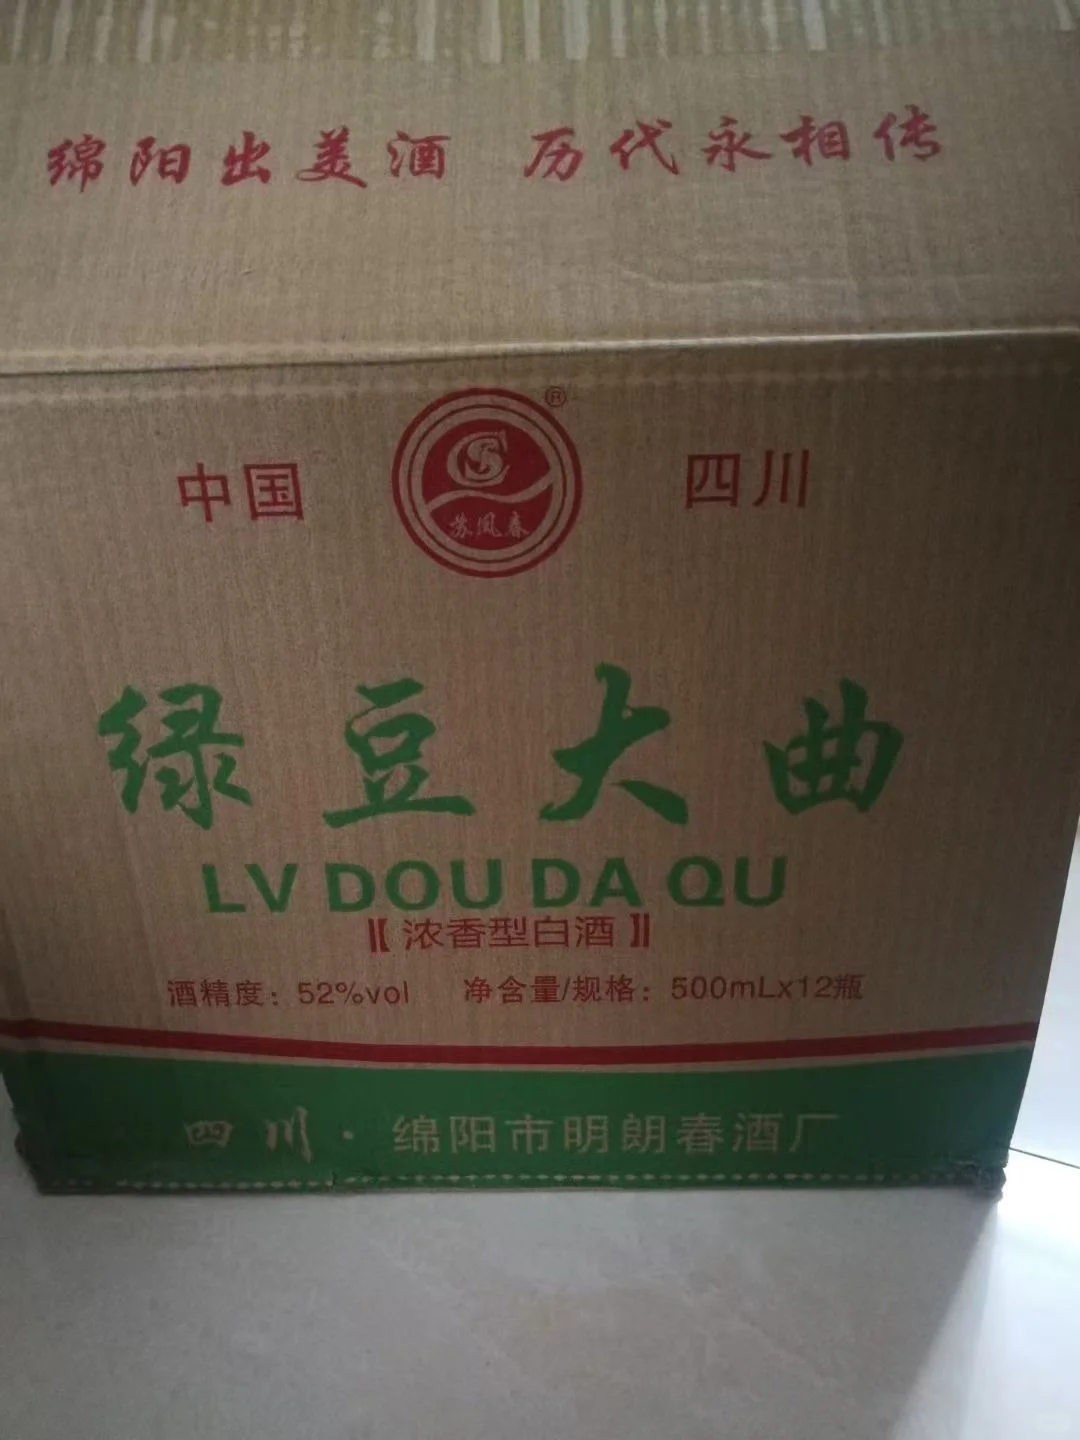 绵阳出美酒 历代永相传
®
中国 四川
苏凤春
绿豆大曲
LV DOU DA QU
【浓香型白酒】
酒精度：52%vol 净含量/规格：500mLx12瓶
四川·绵阳市明朗春酒厂